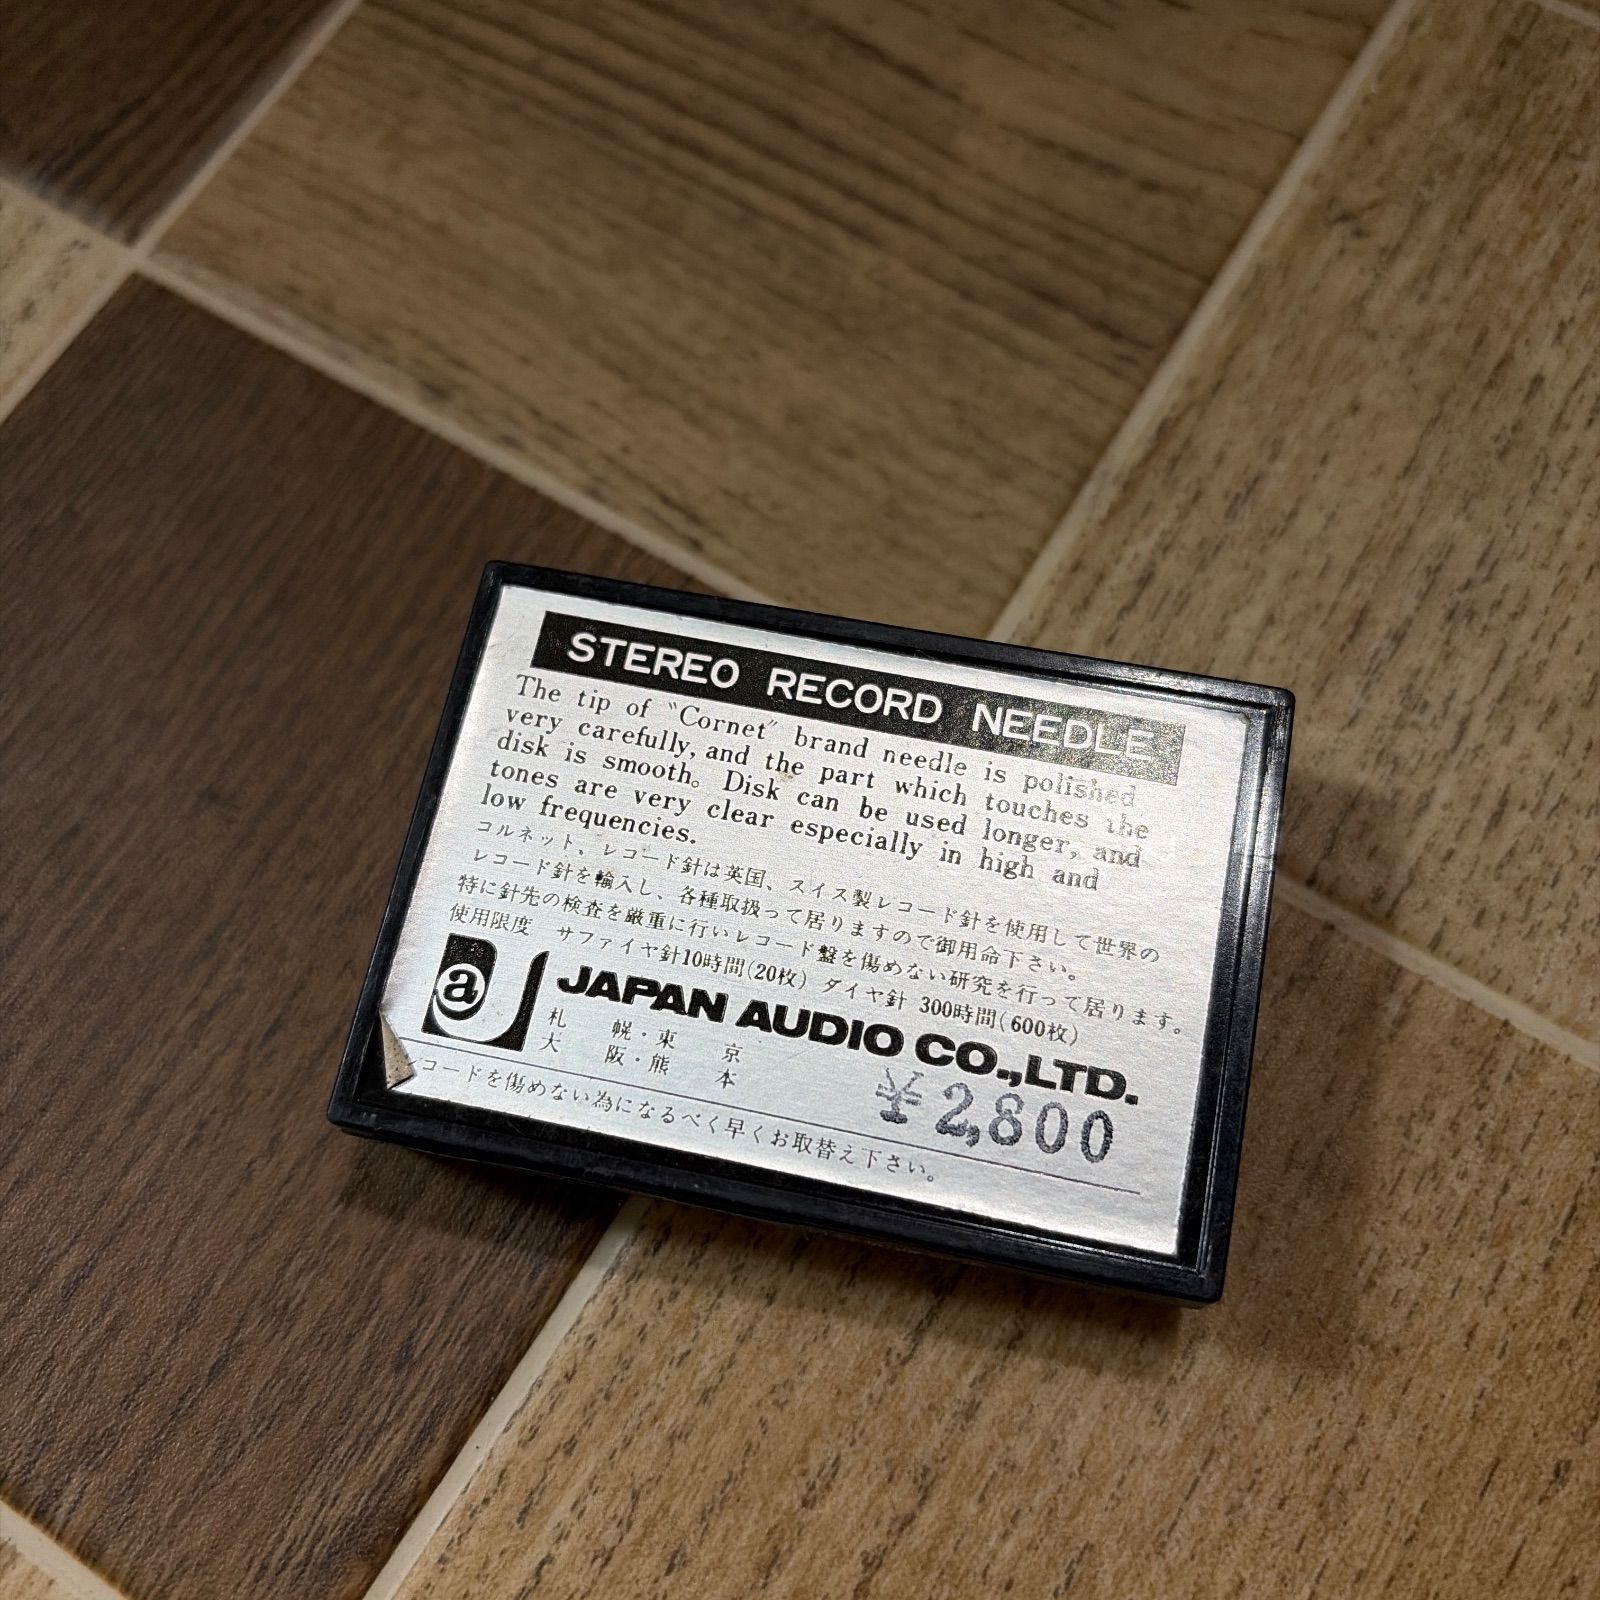 STEREO RECORD NEEDLE
The tip of "Cornet" brand needle is polished
very carefully, and the part which touches the
disk is smooth。 Disk can be used longer, and
tones are very clear especially in high and
low frequencies.
コルネット、レコード針は英国、スイス製レコード針を使用して世界の
レコード針を輸入し、各種取扱って居りますので御用命下さい。
特に針先の検査を厳重に行いレコード盤を傷めない研究を行って居ります。
使用限度 サファイヤ針10時間(20枚) ダイヤ針 300時間(600枚)
a
JAPAN AUDIO CO.,LTD.
札幌・東京
大阪・熊本
¥2,800
コードを傷めない為になるべく早くお取替え下さい。